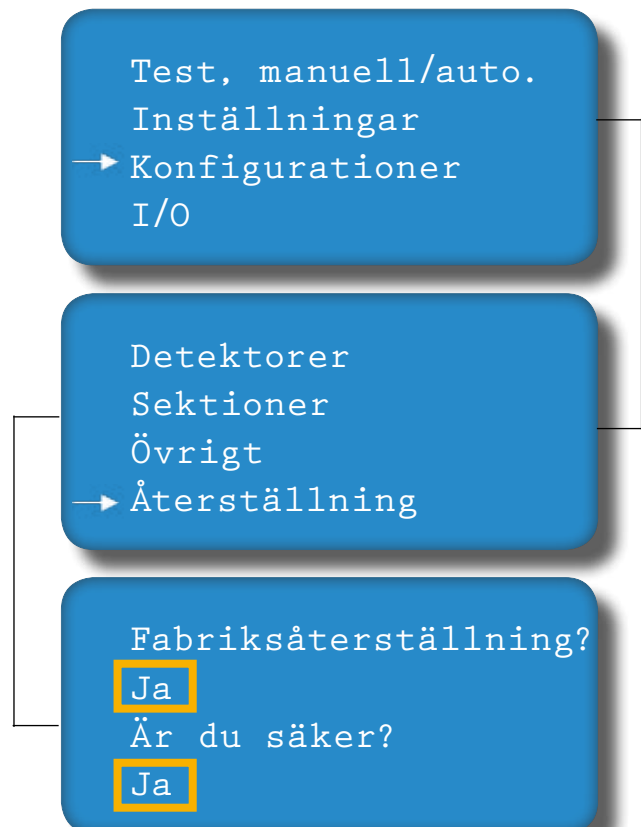 Test, manuell/auto.
Inställningar
Konfigurationer
I/O
Detektorer
Sektioner
Övrigt
Återställning
Fabriksåterställning?
Ja
Är du säker?
Ja